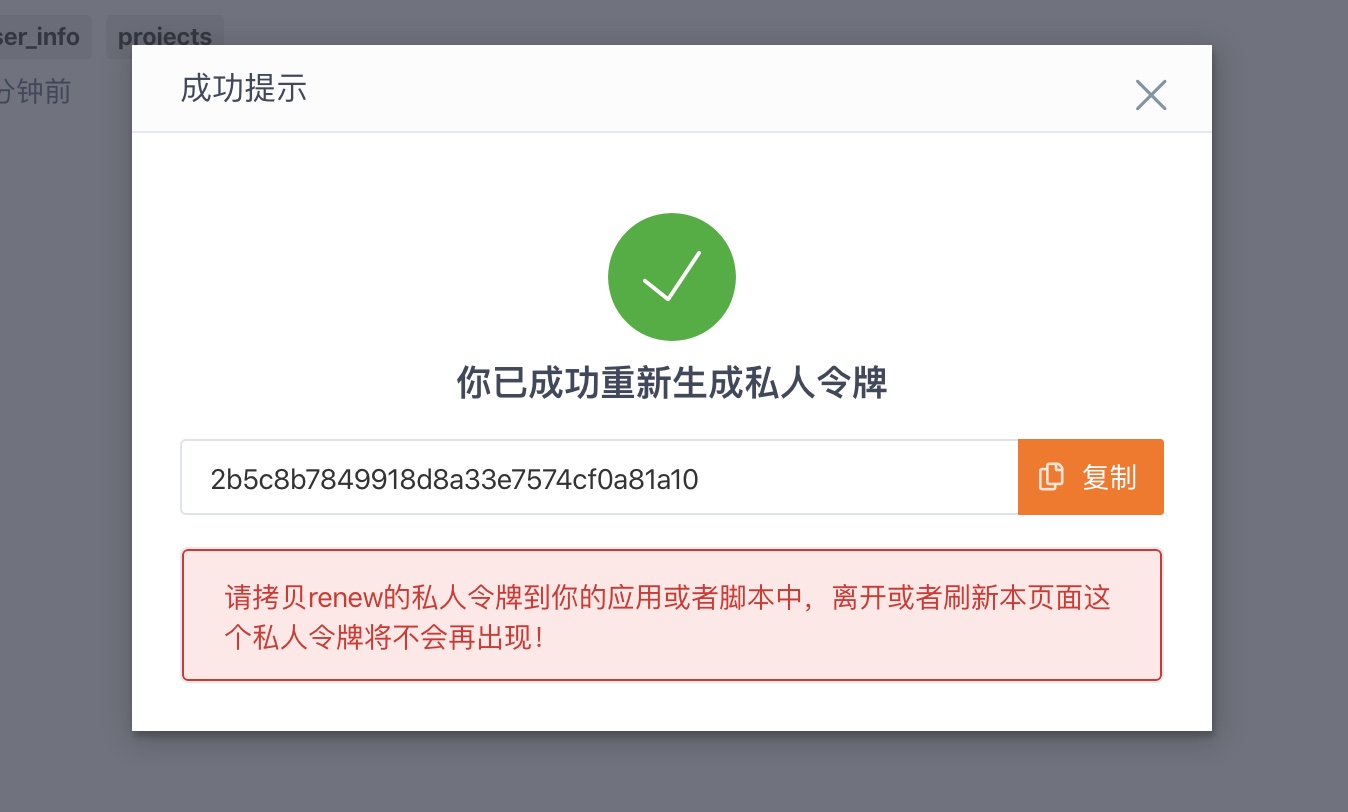 ser_info projects
分钟前
成功提示
你已成功重新生成私人令牌
2b5c8b7849918d8a33e7574cf0a81a10
复制
请拷贝renew的私人令牌到你的应用或者脚本中，离开或者刷新本页面这
个私人令牌将不会再出现！